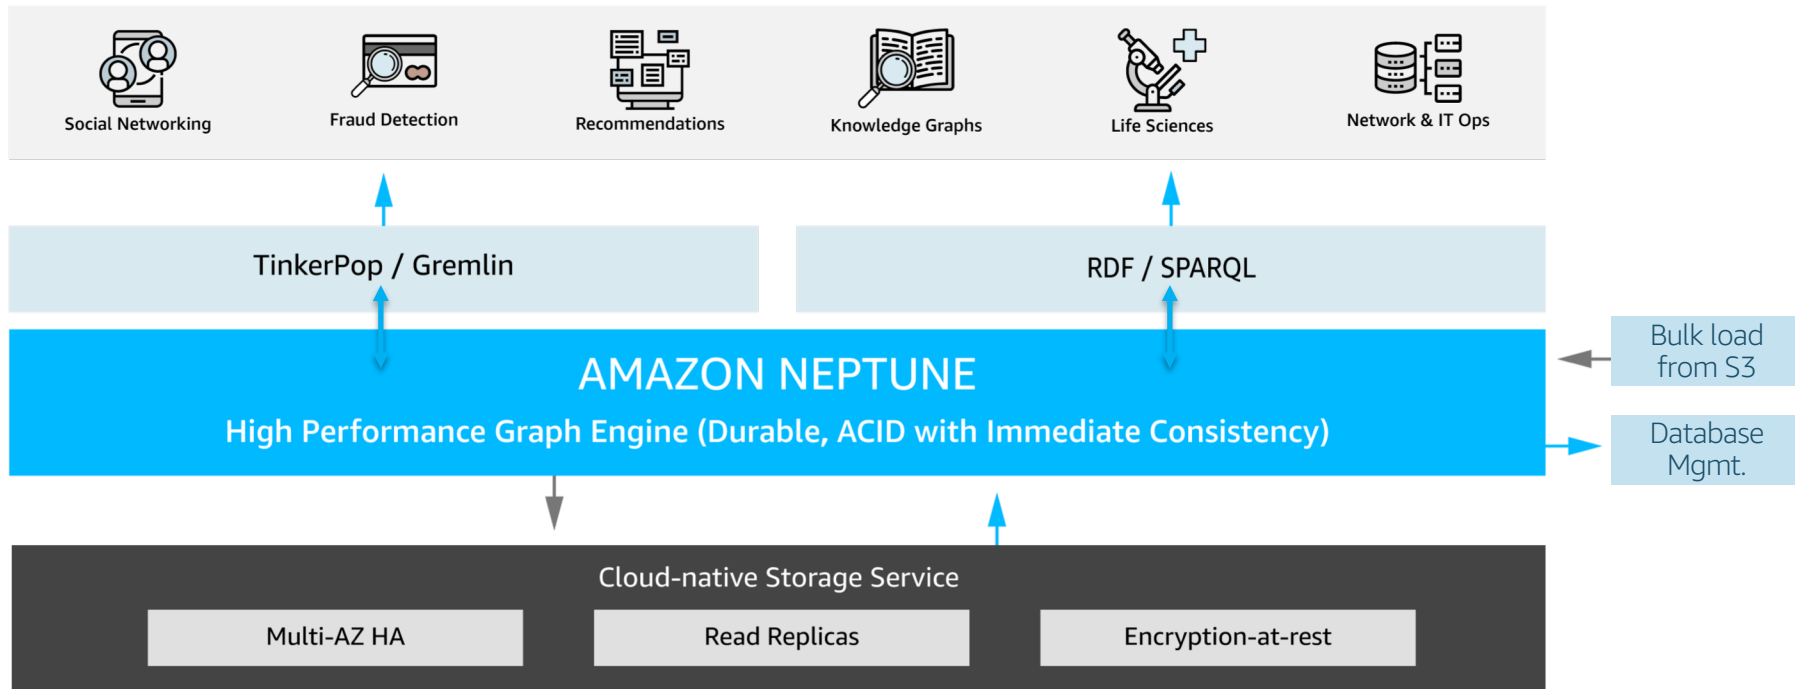 Social Networking
Fraud Detection
Recommendations
Knowledge Graphs
Life Sciences
Network & IT Ops
TinkerPop / Gremlin
RDF / SPARQL
AMAZON NEPTUNE
High Performance Graph Engine (Durable, ACID with Immediate Consistency)
Bulk load
from S3
Database
Mgmt.
Cloud-native Storage Service
Multi-AZ HA
Read Replicas
Encryption-at-rest